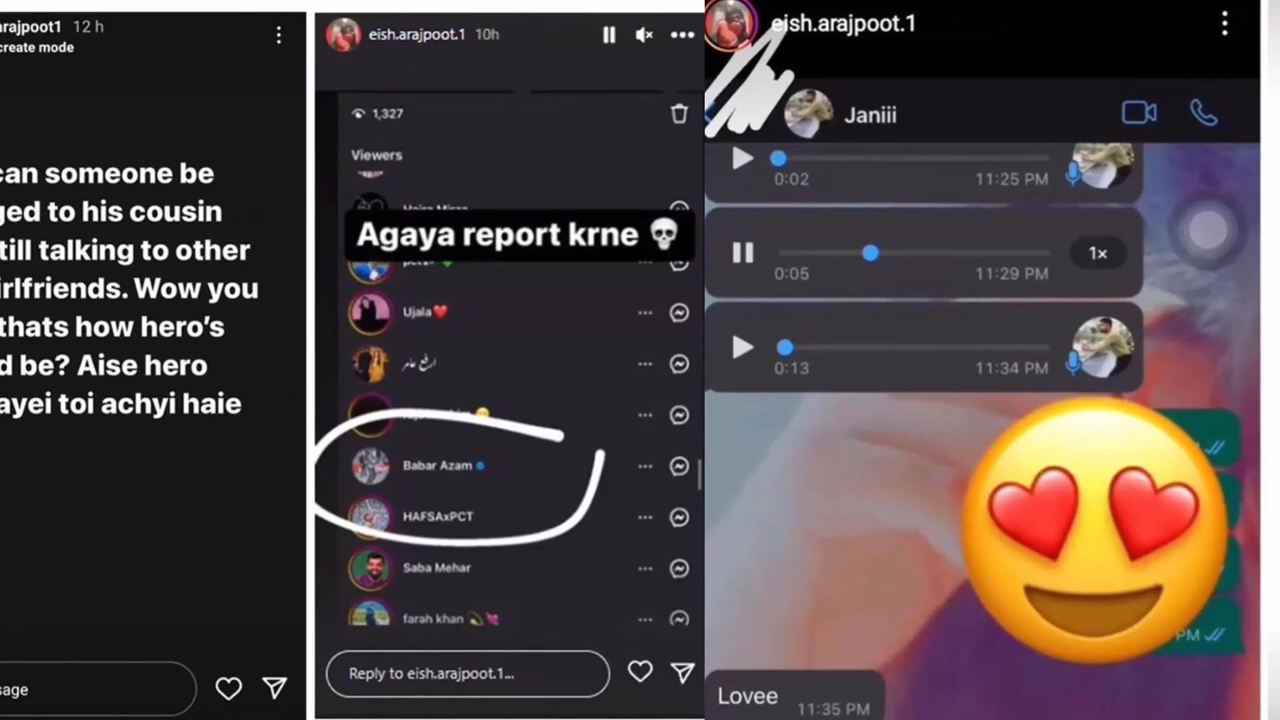 arajpoot1 12 h
create mode
can someone be
ged to his cousin
till talking to other
irlfriends. Wow you
thats how hero's
d be? Aise hero
ayei toi achyi haie
sage
eish.arajpoot.1 10h
1,327
Viewers
Agaya report krne 💀
Ujala❤️
ارفع عامر
Babar Azam
HAFSAxPCT
Saba Mehar
farah khan 💫💘
Reply to eish.arajpoot.1...
eish.arajpoot.1
Janiii
0:02 11:25 PM
1x
0:05 11:29 PM
0:13 11:34 PM
PM
Lovee 11:35 PM